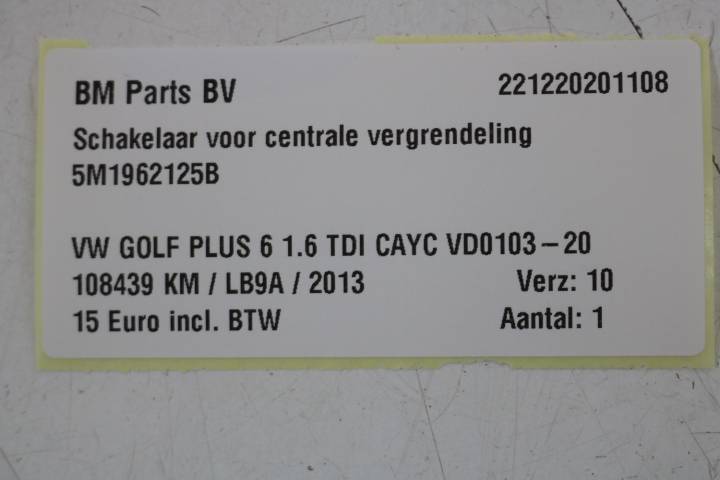 BM Parts BV 221220201108
Schakelaar voor centrale vergrendeling
5M1962125B
VW GOLF PLUS 6 1.6 TDI CAYC VD0103-20
108439 KM / LB9A / 2013 Verz: 10
15 Euro incl. BTW Aantal: 1